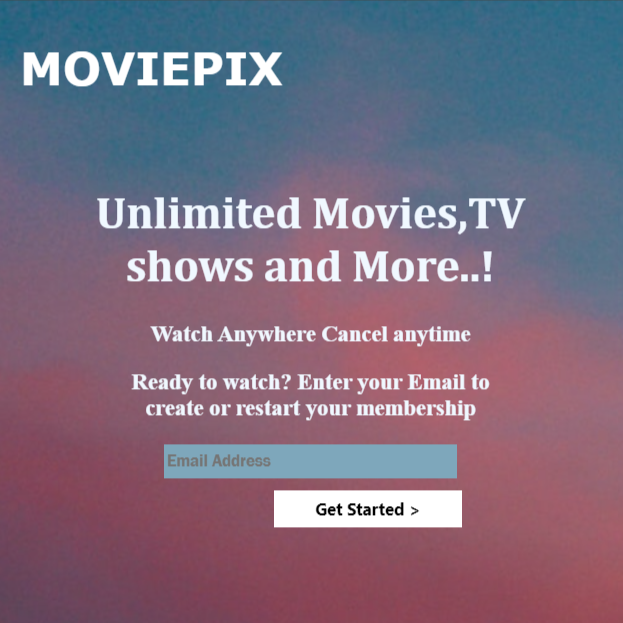 MOVIEPIX
Unlimited Movies,TV
shows and More..!
Watch Anywhere Cancel anytime
Ready to watch? Enter your Email to
create or restart your membership
Email Address
Get Started >